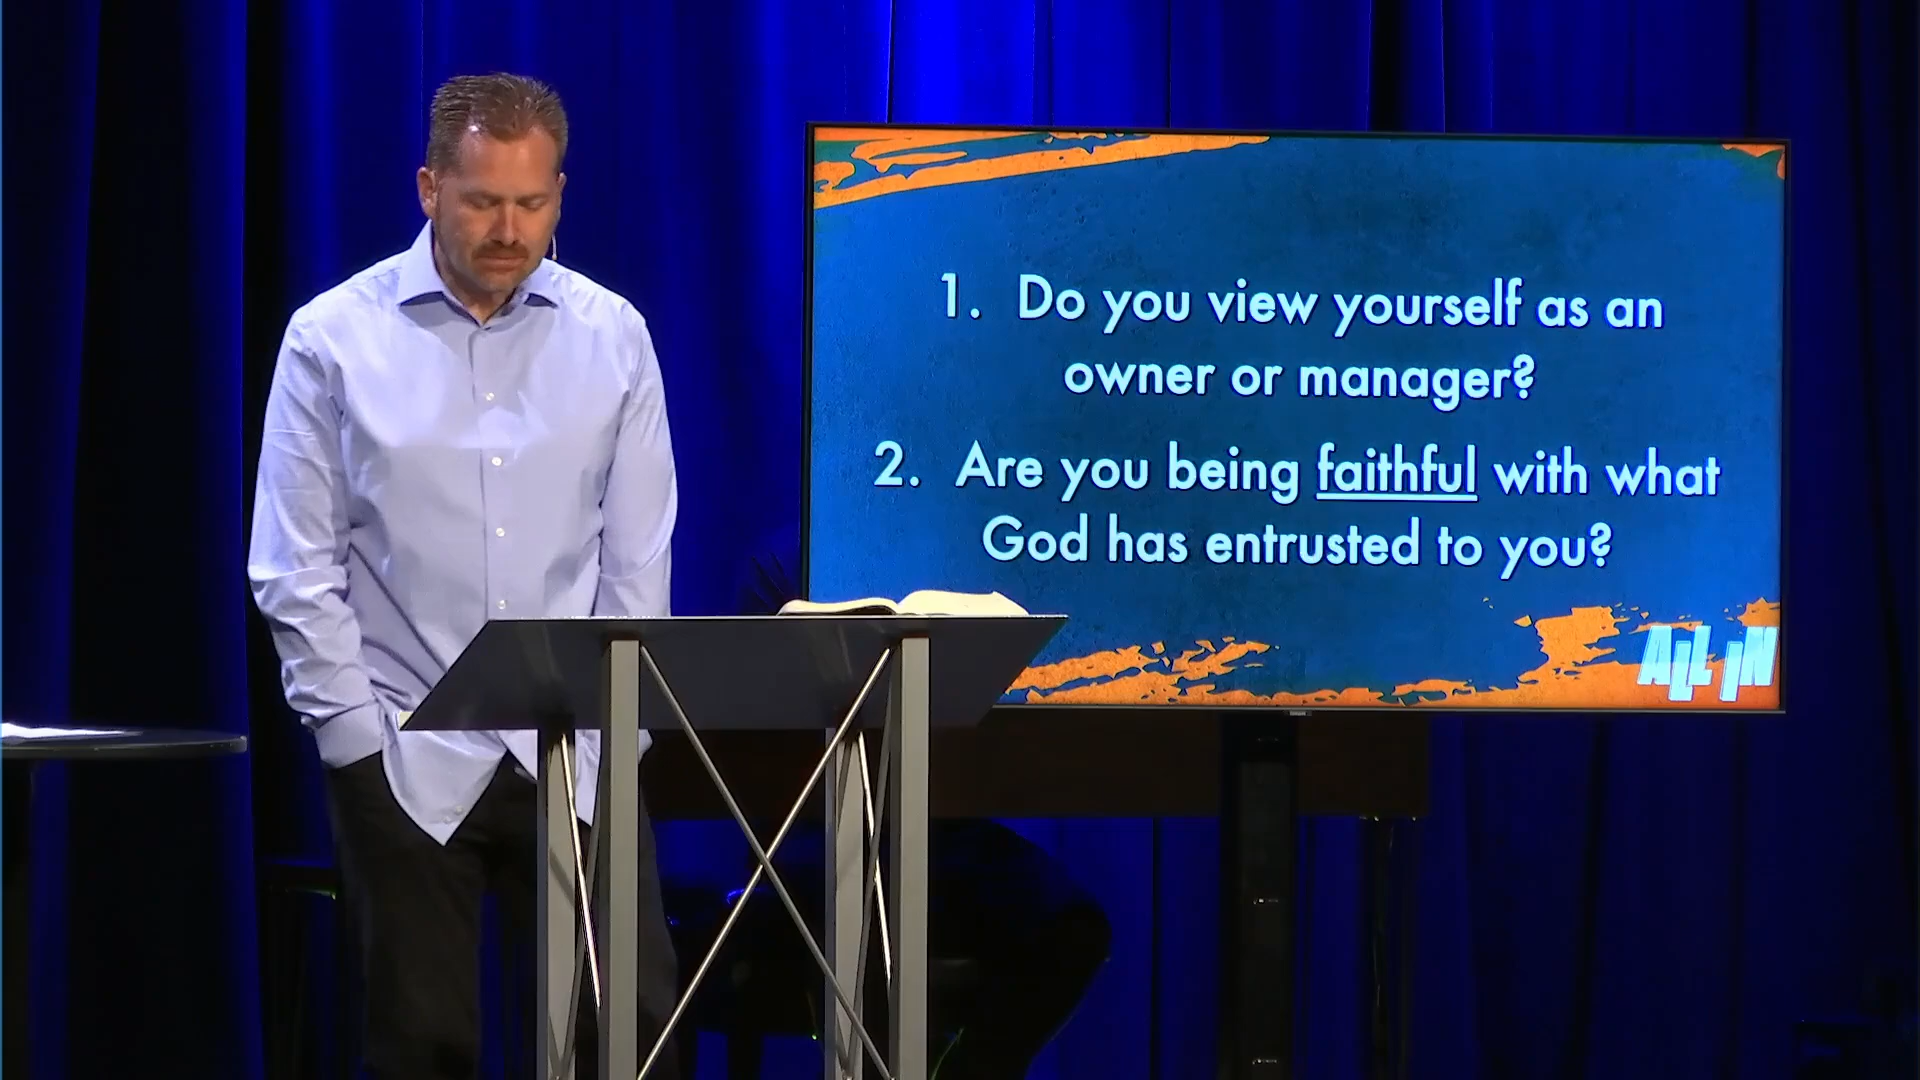 1. Do you view yourself as an
owner or manager?
2. Are you being faithful with what
God has entrusted to you?
ALL IN